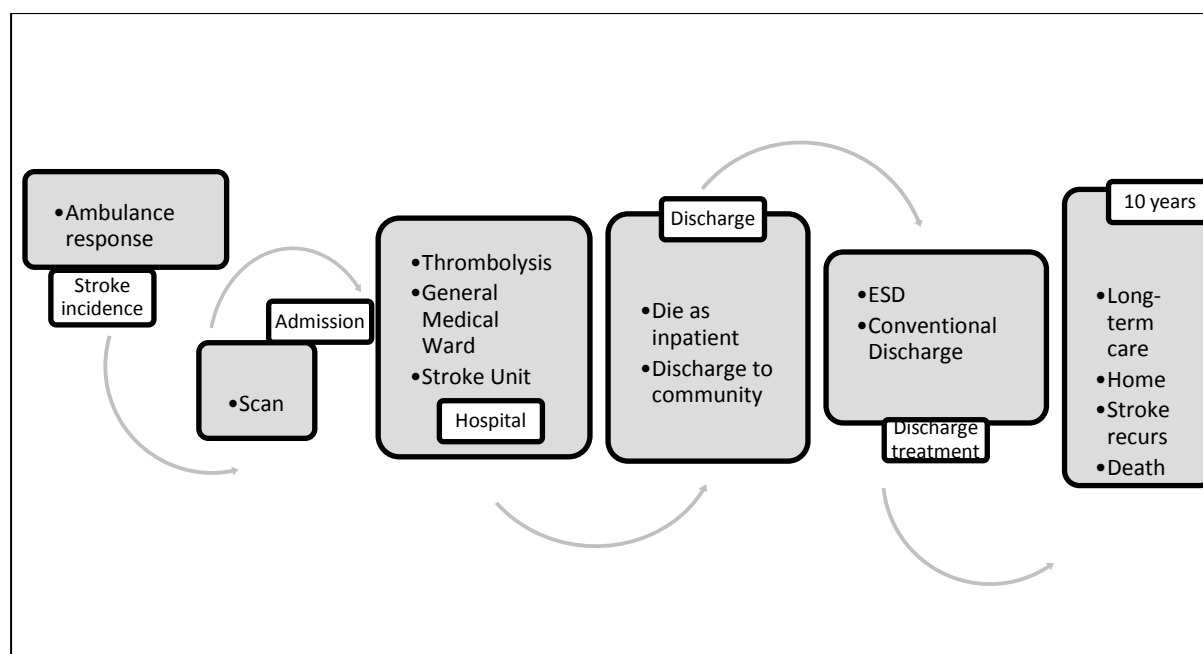 •Ambulance
response
Stroke
incidence
Admission
•Scan
•Thrombolysis
•General
Medical
Ward
•Stroke Unit
Hospital
Discharge
•Die as
inpatient
•Discharge to
community
•ESD
•Conventional
Discharge
Discharge
treatment
10 years
•Long-
term
care
•Home
•Stroke
recurs
•Death